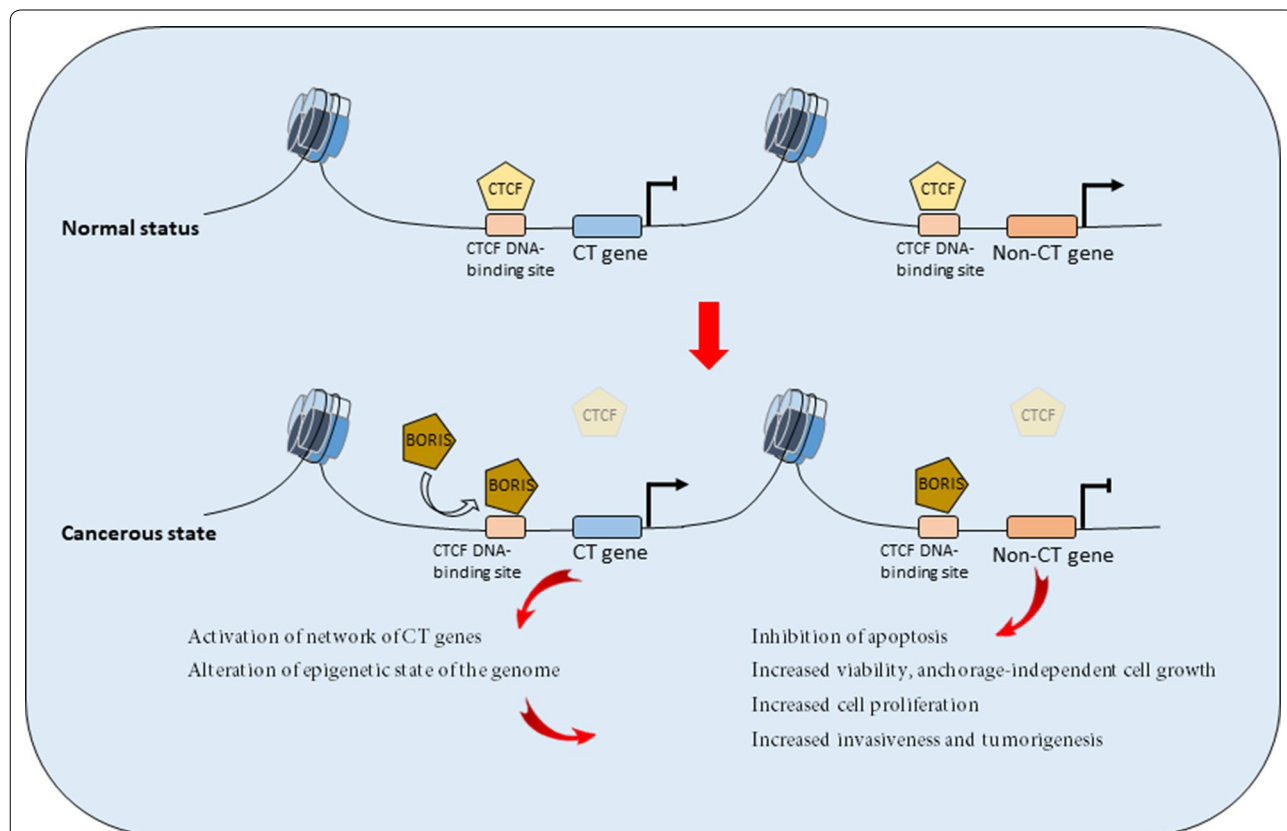 CTCF
CTCF
Normal status
CTCF DNA-
binding site
CT gene
CTCF DNA-
binding site
Non-CT gene
CTCF
CTCF
BORIS
BORIS
BORIS
Cancerous state
CTCF DNA-
binding site
CT gene
CTCF DNA-
binding site
Non-CT gene
Activation of network of CT genes
Alteration of epigenetic state of the genome
Inhibition of apoptosis
Increased viability, anchorage-independent cell growth
Increased cell proliferation
Increased invasiveness and tumorigenesis